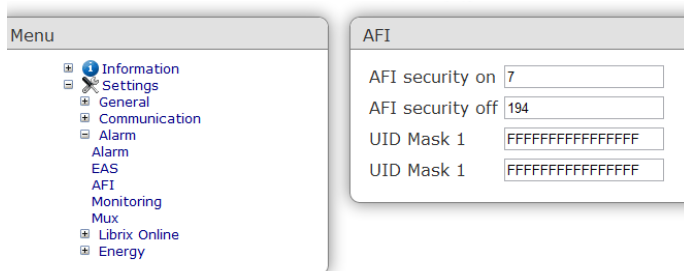 Menu
Information
Settings
General
Communication
Alarm
Alarm
EAS
AFI
Monitoring
Mux
Librix Online
Energy
AFI
AFI security on 7
AFI security off 194
UID Mask 1 FFFFFFFFFFFFFFFF
UID Mask 1 FFFFFFFFFFFFFFFF